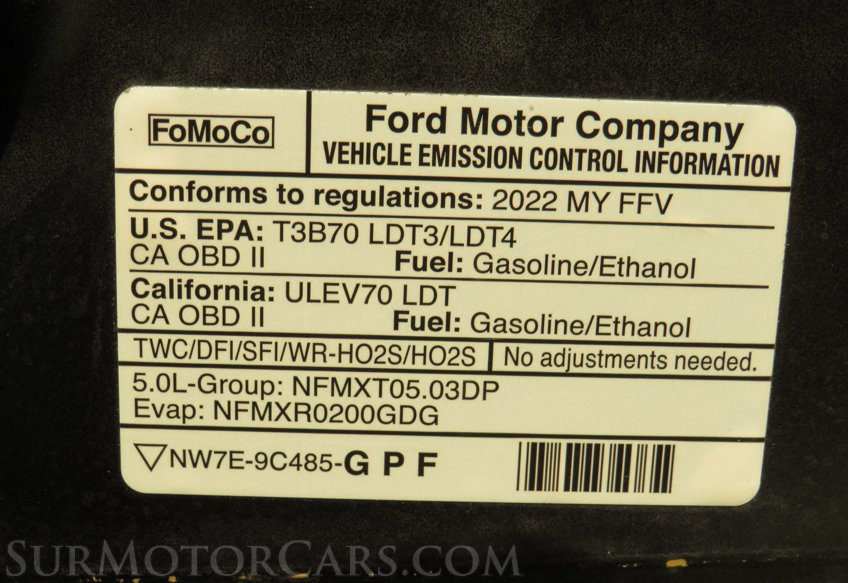 FoMoCo
Ford Motor Company
VEHICLE EMISSION CONTROL INFORMATION
Conforms to regulations: 2022 MY FFV
U.S. EPA: T3B70 LDT3/LDT4
CA OBD II Fuel: Gasoline/Ethanol
California: ULEV70 LDT
CA OBD II Fuel: Gasoline/Ethanol
TWC/DFI/SFI/WR-HO2S/HO2S No adjustments needed.
5.0L-Group: NFMXT05.03DP
Evap: NFMXR0200GDG
NW7E-9C485-G P F
SurMotorCars.com